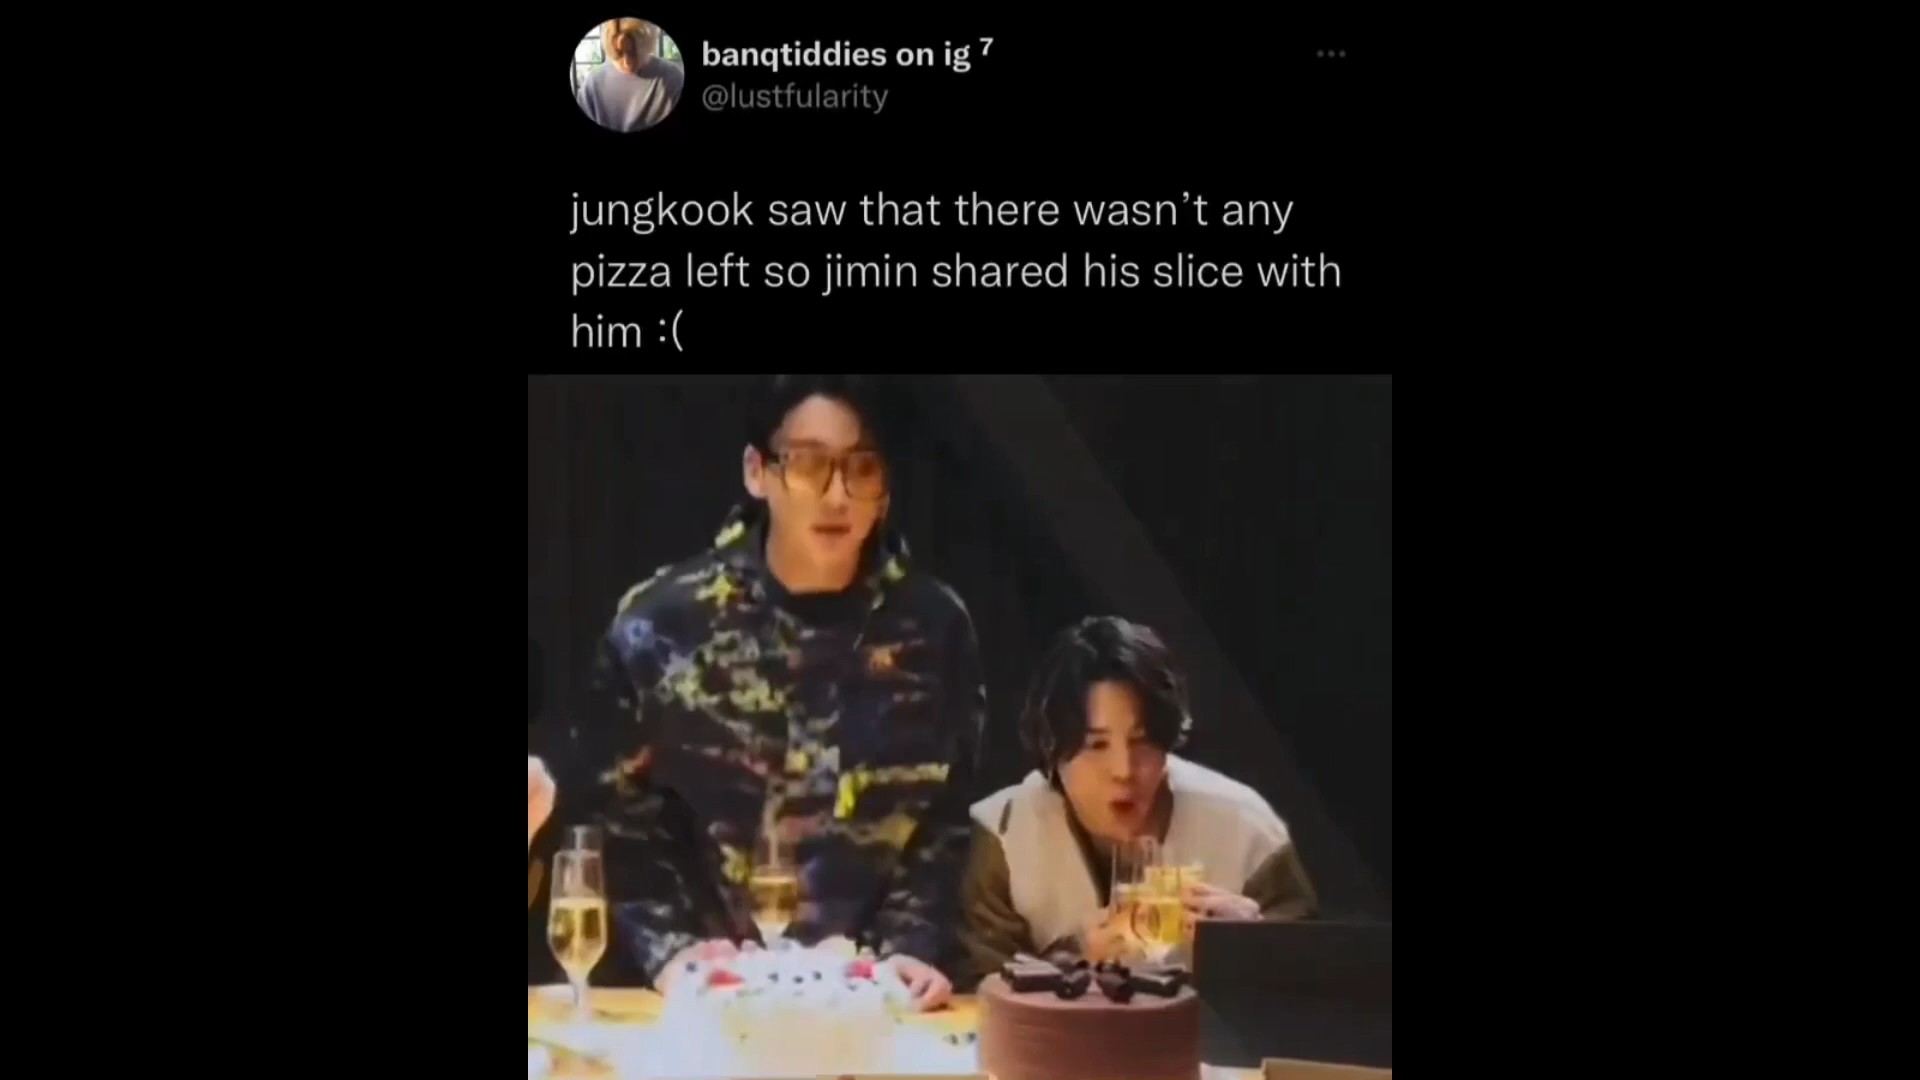 banqtiddies on ig ⁷
@lustfularity
jungkook saw that there wasn’t any
pizza left so jimin shared his slice with
him :(